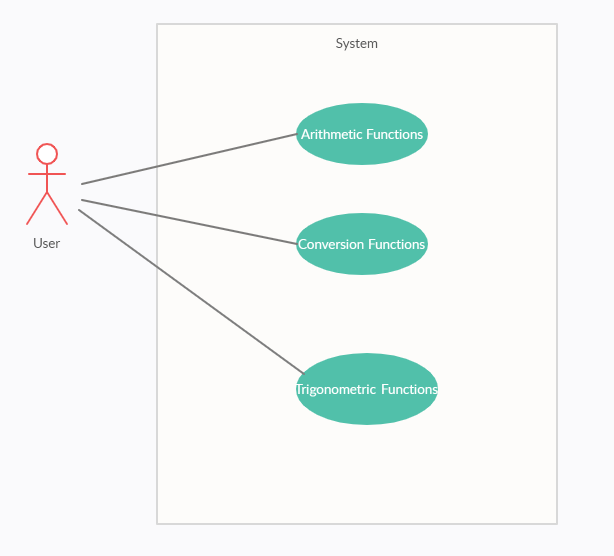 System
Arithmetic Functions
User
Conversion Functions
Trigonometric Functions